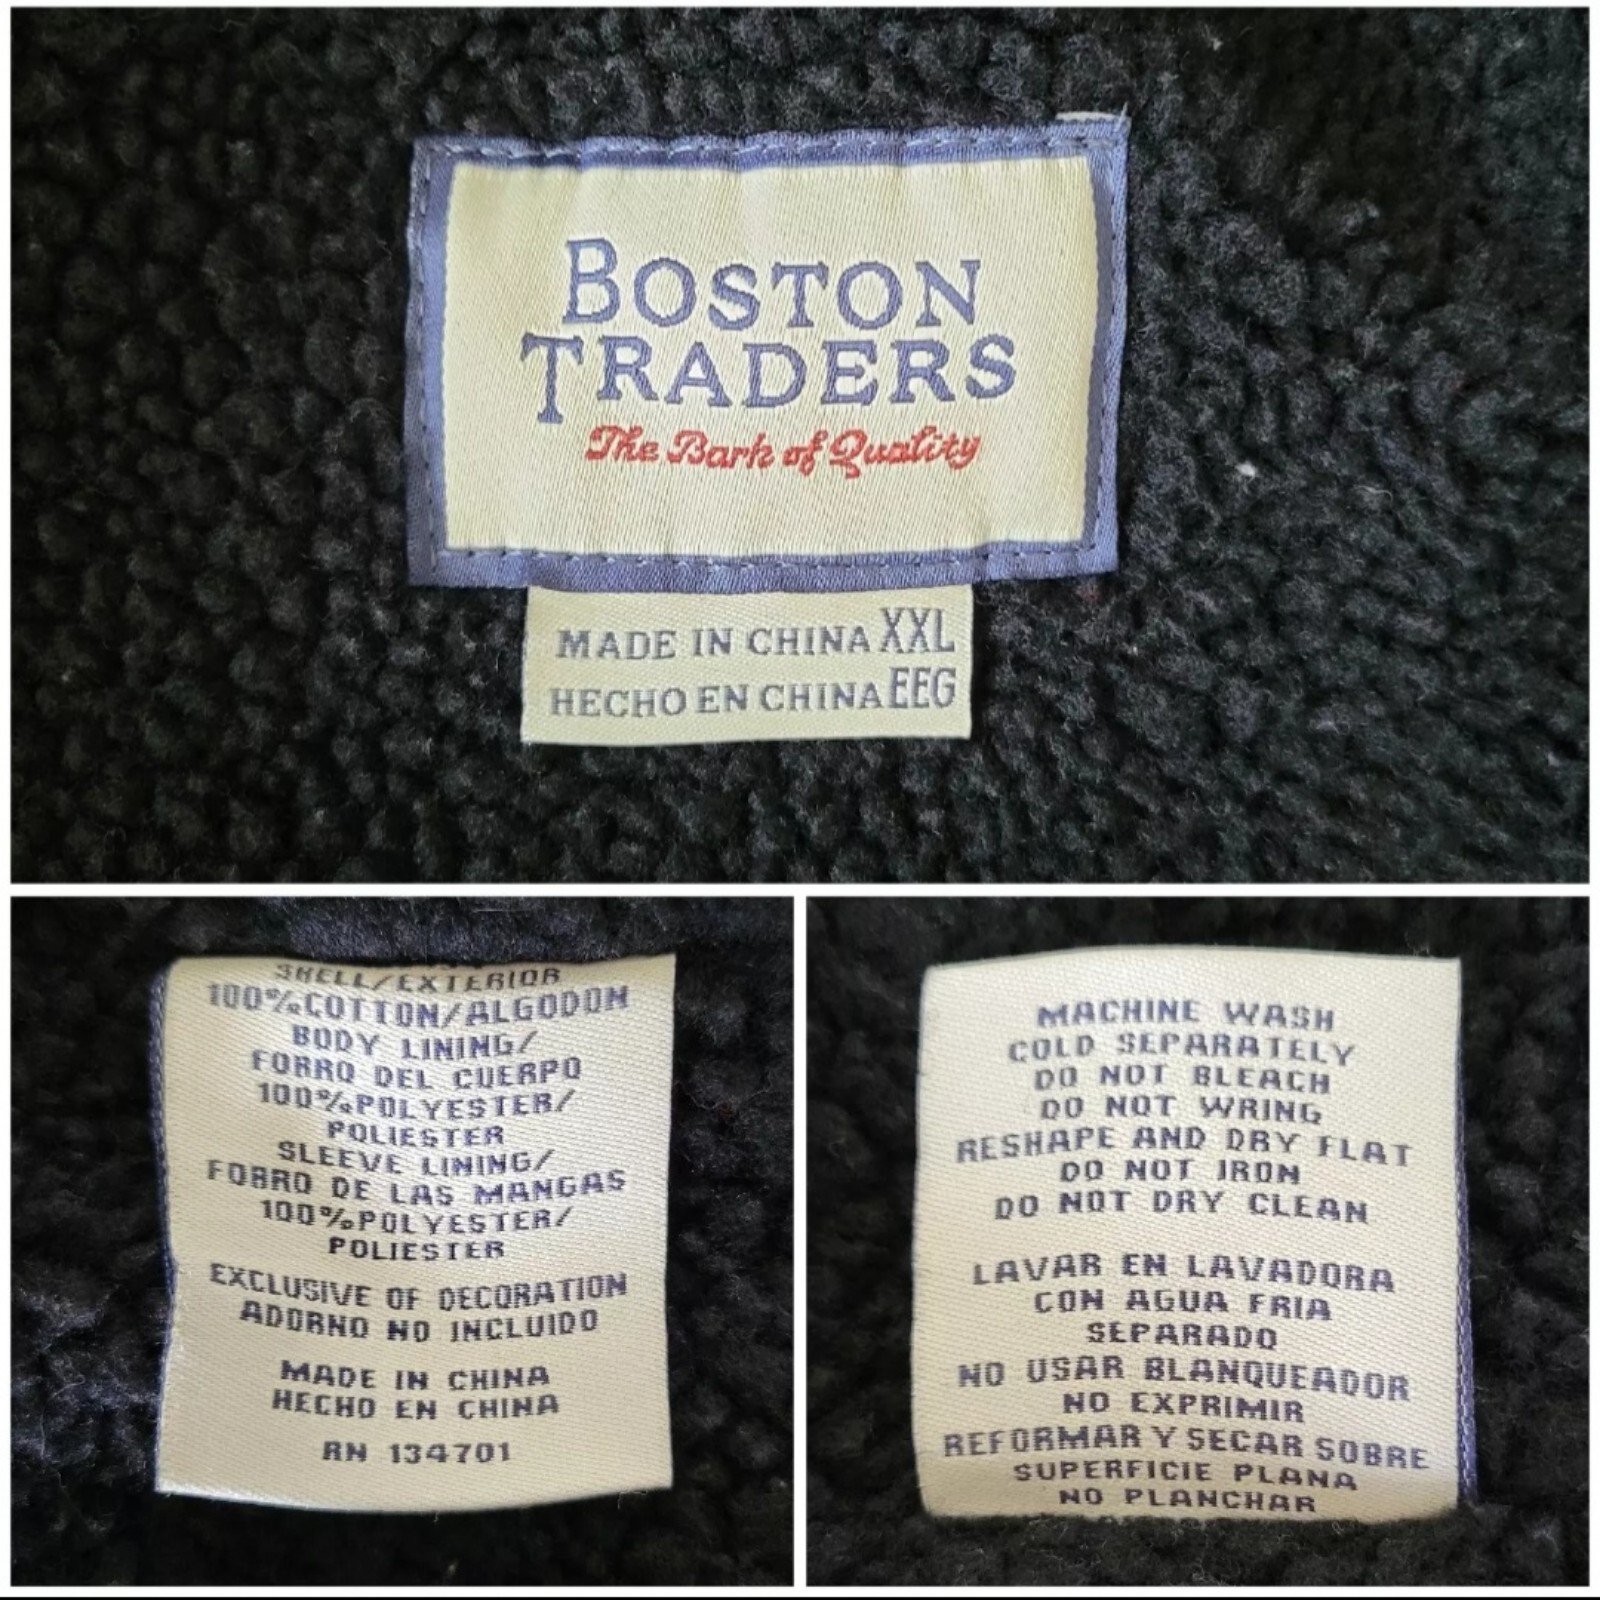 BOSTON
TRADERS
The Bark of Quality
MADE IN CHINA XXL
HECHO EN CHINA EEG
SHELL/EXTERIOR
100%COTTON/ALGODON
BODY LINING/
FORRO DEL CUERPO
100%POLYESTER/
POLIESTER
SLEEVE LINING/
FORRO DE LAS MANGAS
100%POLYESTER/
POLIESTER
EXCLUSIVE OF DECORATION
ADORNO NO INCLUIDO
MADE IN CHINA
HECHO EN CHINA
RN 134701
MACHINE WASH
COLD SEPARATELY
DO NOT BLEACH
DO NOT WRING
RESHAPE AND DRY FLAT
DO NOT IRON
DO NOT DRY CLEAN
LAVAR EN LAVADORA
CON AGUA FRIA
SEPARADO
NO USAR BLANQUEADOR
NO EXPRIMIR
REFORMAR Y SECAR SOBRE
SUPERFICIE PLANA
NO PLANCHAR